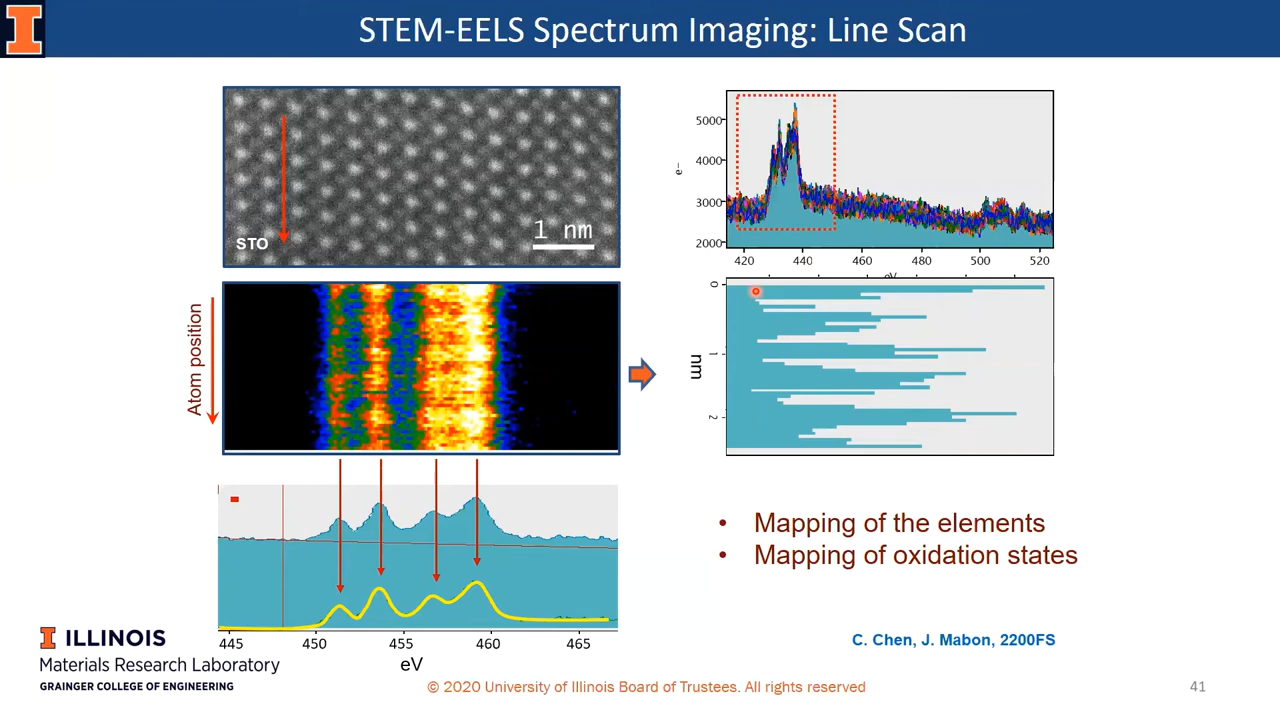 STEM-EELS Spectrum Imaging: Line Scan
STO
1 nm
Atom position
445
450
455
460
465
eV
e-
5000
4000
3000
2000
420
440
460
480
500
520
eV
0
1
2
nm
• Mapping of the elements
• Mapping of oxidation states
C. Chen, J. Mabon, 2200FS
I ILLINOIS
Materials Research Laboratory
GRAINGER COLLEGE OF ENGINEERING
© 2020 University of Illinois Board of Trustees. All rights reserved
41